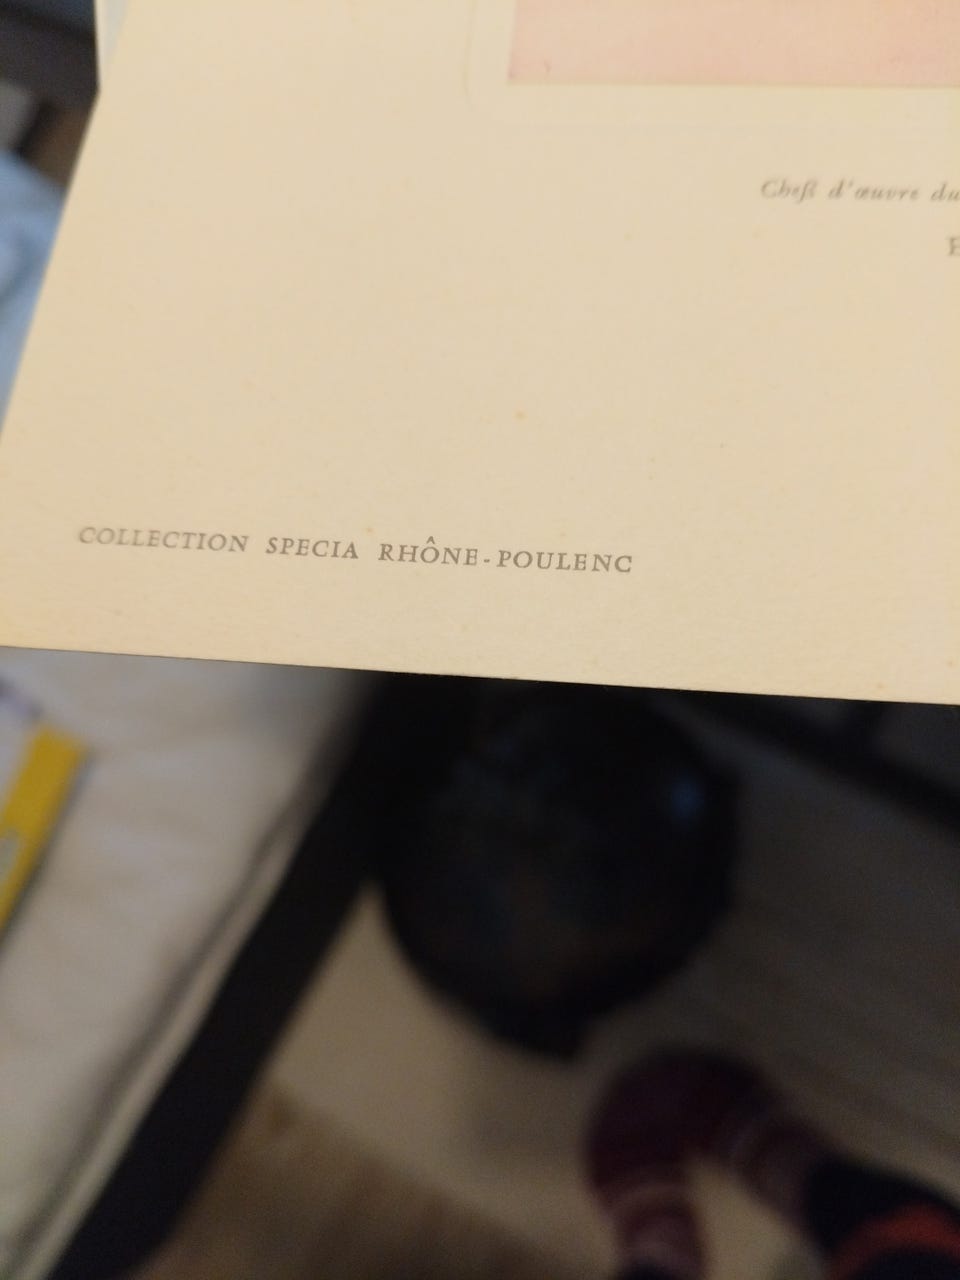 Chefs d'œuvre du
E
COLLECTION SPECIA RHÔNE-POULENC